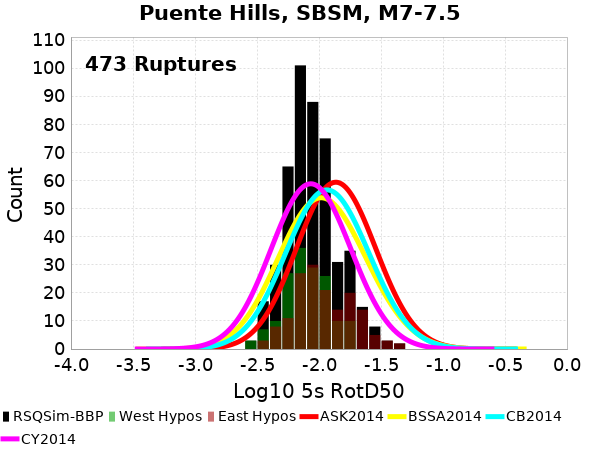 Puente Hills, SBSM, M7-7.5
473 Ruptures
110
100
90
80
70
60
50
40
30
20
10
0
Count
-4.0 -3.5 -3.0 -2.5 -2.0 -1.5 -1.0 -0.5 0.0
Log10 5s RotD50
RSQSim-BBP West Hypos East Hypos ASK2014 BSSA2014 CB2014
CY2014